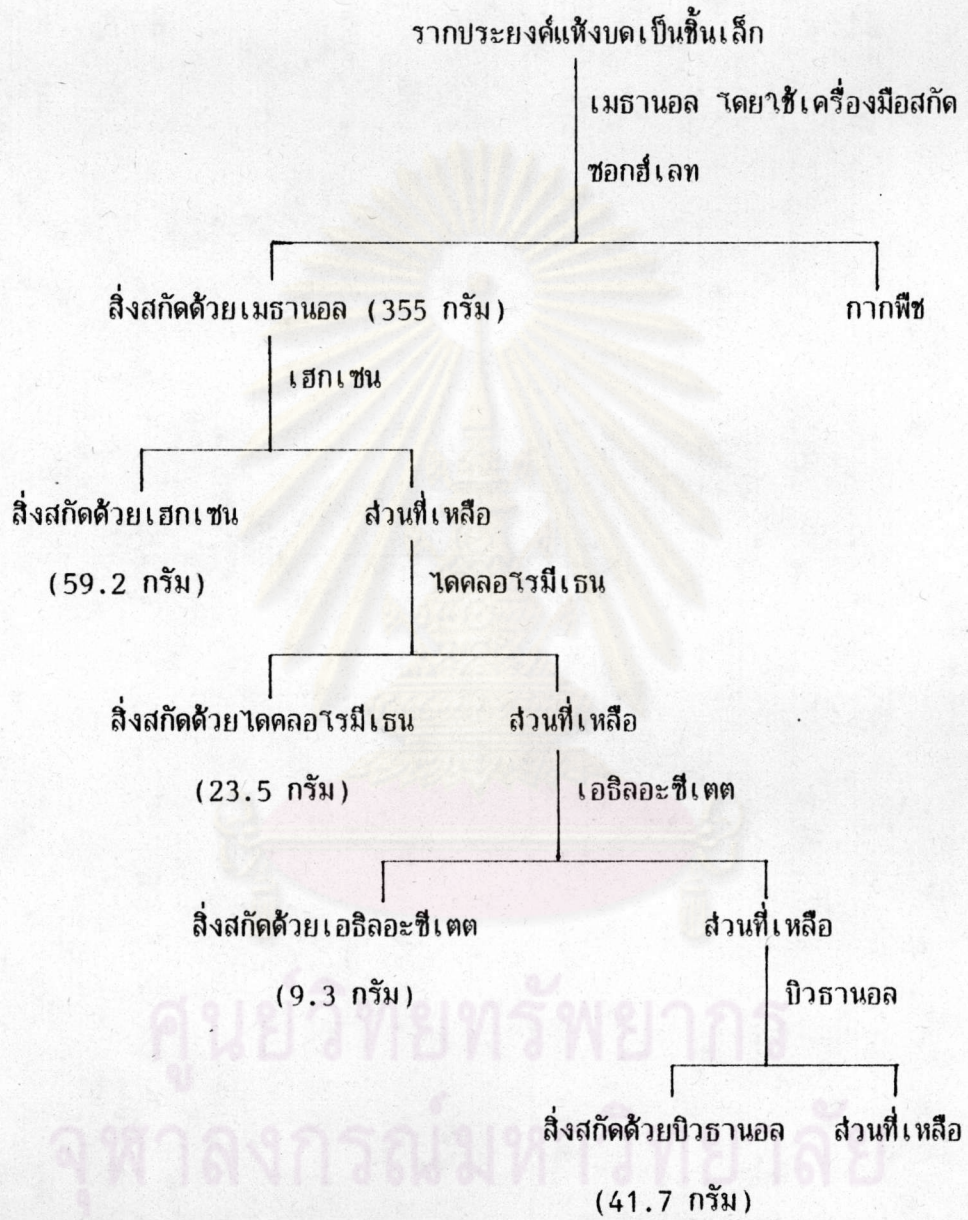 รากประยงค์แห้งบดเป็นชิ้นเล็ก
เมธานอล โดยใช้เครื่องมือสกัด
ซอกฮ์เลท
สิ่งสกัดด้วยเมธานอล (355 กรัม)
กากพืช
เฮกเซน
สิ่งสกัดด้วยเฮกเซน
ส่วนที่เหลือ
(59.2 กรัม)
ไดคลอโรมีเธน
สิ่งสกัดด้วยไดคลอโรมีเธน
ส่วนที่เหลือ
(23.5 กรัม)
เอธิลอะซีเตต
สิ่งสกัดด้วยเอธิลอะซีเตต
ส่วนที่เหลือ
(9.3 กรัม)
บิวธานอล
ศูนย์วิทยทรัพยากร
สิ่งสกัดด้วยบิวธานอล
ส่วนที่เหลือ
จุฬาลงกรณ์มหาวิทยาลัย
(41.7 กรัม)